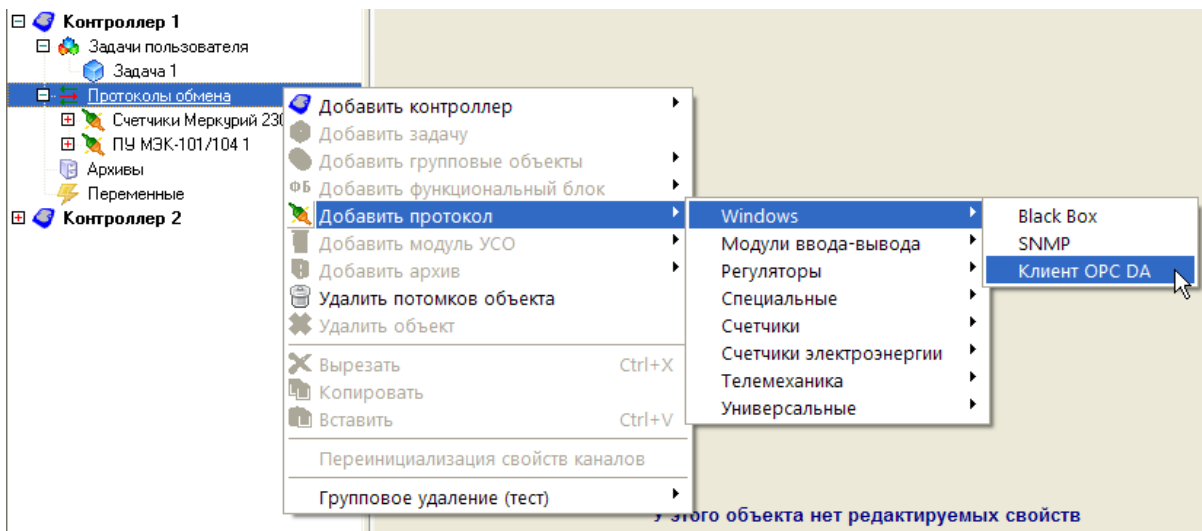 Контроллер 1
Задачи пользователя
Задача 1
Протоколы обмена
Счетчики Меркурий 230
ПУ МЭК-101/104 1
Архивы
Переменные
Контроллер 2
Добавить контроллер
Добавить задачу
Добавить групповые объекты
ФБ Добавить функциональный блок
Добавить протокол
Добавить модуль УСО
Добавить архив
Удалить потомков объекта
Удалить объект
Вырезать Ctrl+X
Копировать
Вставить Ctrl+V
Переинициализация свойств каналов
Групповое удаление (тест)
Windows
Модули ввода-вывода
Регуляторы
Специальные
Счетчики
Счетчики электроэнергии
Телемеханика
Универсальные
Black Box
SNMP
Клиент OPC DA
У этого объекта нет редактируемых свойств